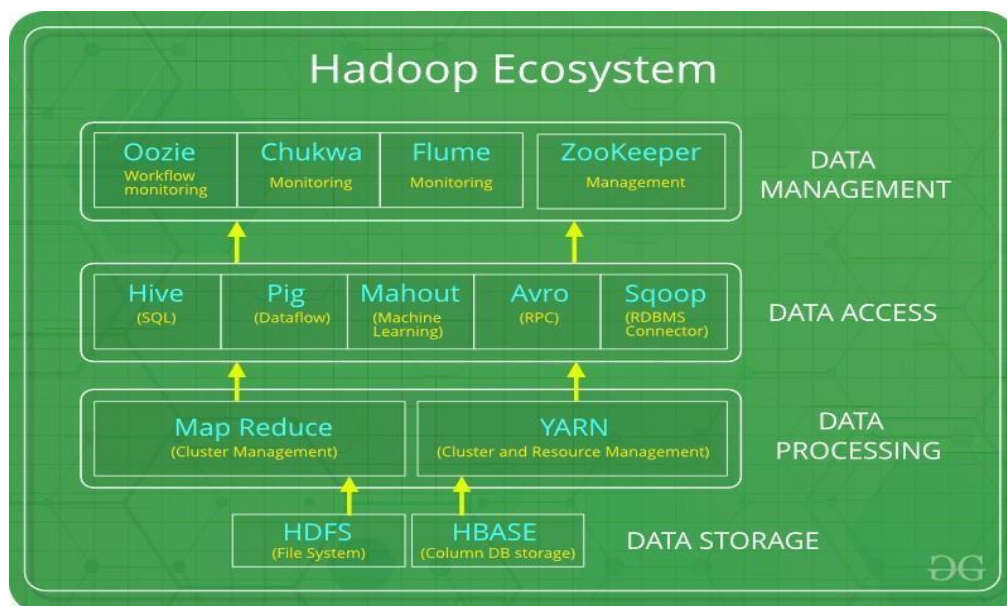 Hadoop Ecosystem
Oozie
Workflow
monitoring
Chukwa
Monitoring
Flume
Monitoring
ZooKeeper
Management
DATA
MANAGEMENT
Hive
(SQL)
Pig
(Dataflow)
Mahout
(Machine
Learning)
Avro
(RPC)
Sqoop
(RDBMS
Connector)
DATA ACCESS
Map Reduce
(Cluster Management)
YARN
(Cluster and Resource Management)
DATA
PROCESSING
HDFS
(File System)
HBASE
(Column DB storage)
DATA STORAGE